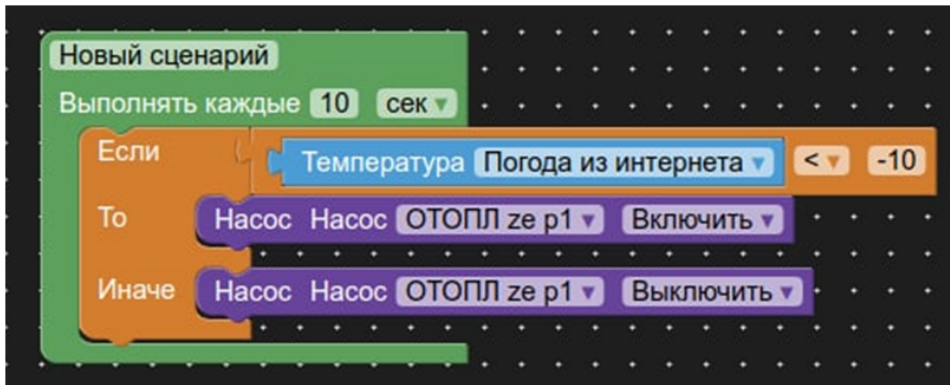 Новый сценарий
Выполнять каждые 10 сек
Если Температура Погода из интернета < -10
То Насос Насос ОТОПЛ ze p1 Включить
Иначе Насос Насос ОТОПЛ ze p1 Выключить